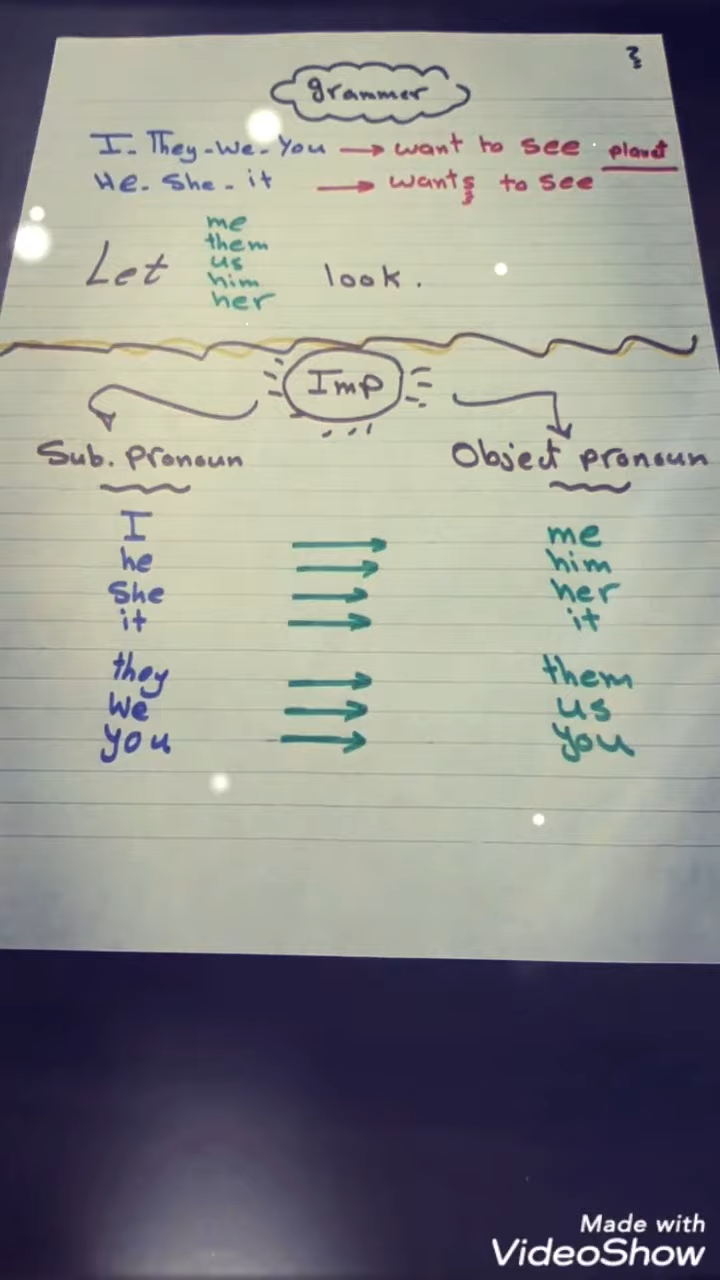 grammer
I - They - We - You → want to see planet
He - She - it → wants to see
me
them
us
Let him look.
her
Imp
Sub. Pronoun Object pronoun
I → me
he → him
She → her
it → it
they → them
We → us
you → you
Made with
VideoShow